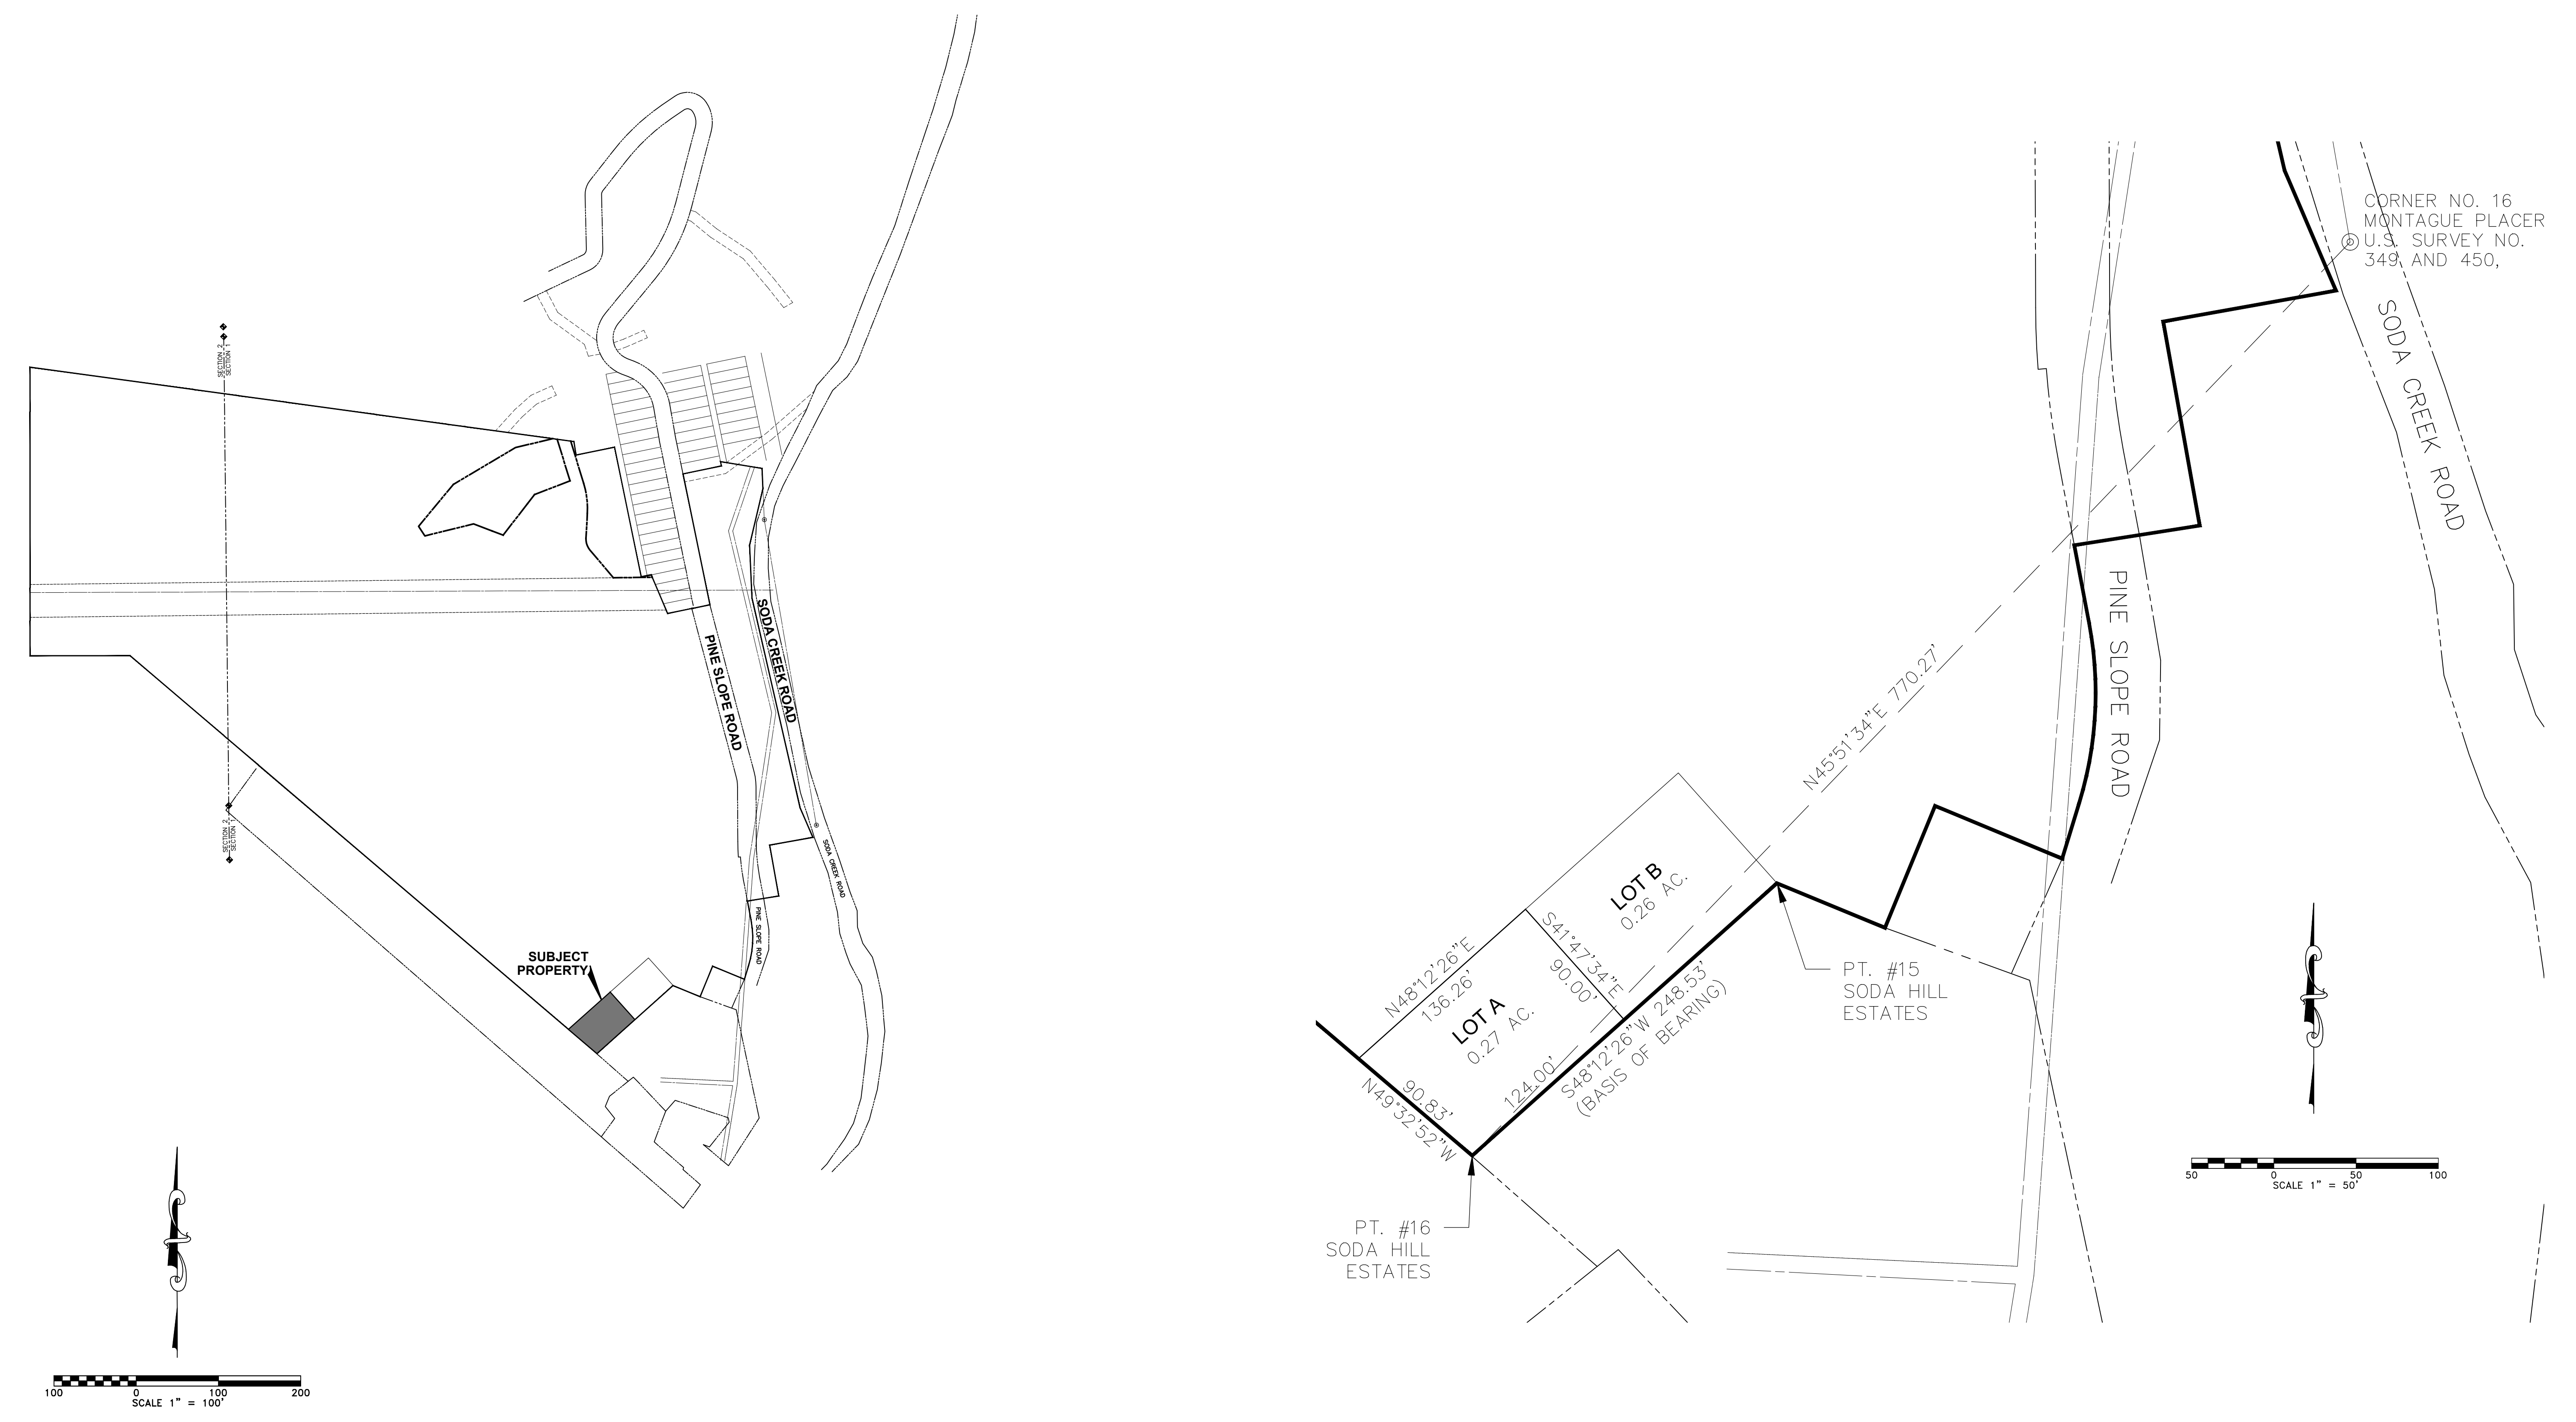 SECTION 2
SECTION 1
SODA CREEK ROAD
PINE SLOPE ROAD
SECTION 2
SECTION 1
SODA CREEK ROAD
PINE SLOPE ROAD
SUBJECT
PROPERTY
100 0 100 200
SCALE 1" = 100'
CORNER NO. 16
MONTAGUE PLACER
U.S. SURVEY NO.
349 AND 450,
SODA CREEK ROAD
PINE SLOPE ROAD
N45°51'34"E 770.27'
LOT B
0.26 AC.
S41°47'34"E
90.00'
N48°12'26"E
136.26'
LOT A
0.27 AC.
124.00'
S48°12'26"W 248.53'
(BASIS OF BEARING)
90.83'
N49°32'52"W
PT. #15
SODA HILL
ESTATES
PT. #16
SODA HILL
ESTATES
50 0 50 100
SCALE 1" = 50'